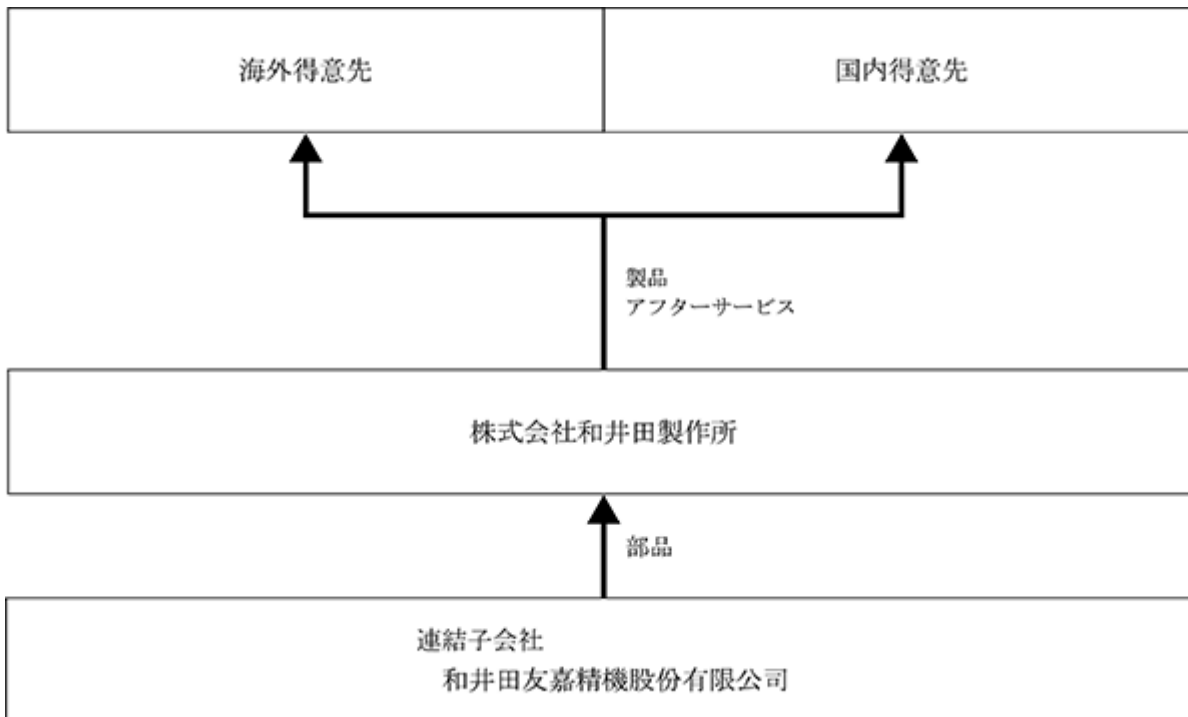 海外得意先
国内得意先
製品
アフターサービス
株式会社和井田製作所
部品
連結子会社
和井田友嘉精機股份有限公司